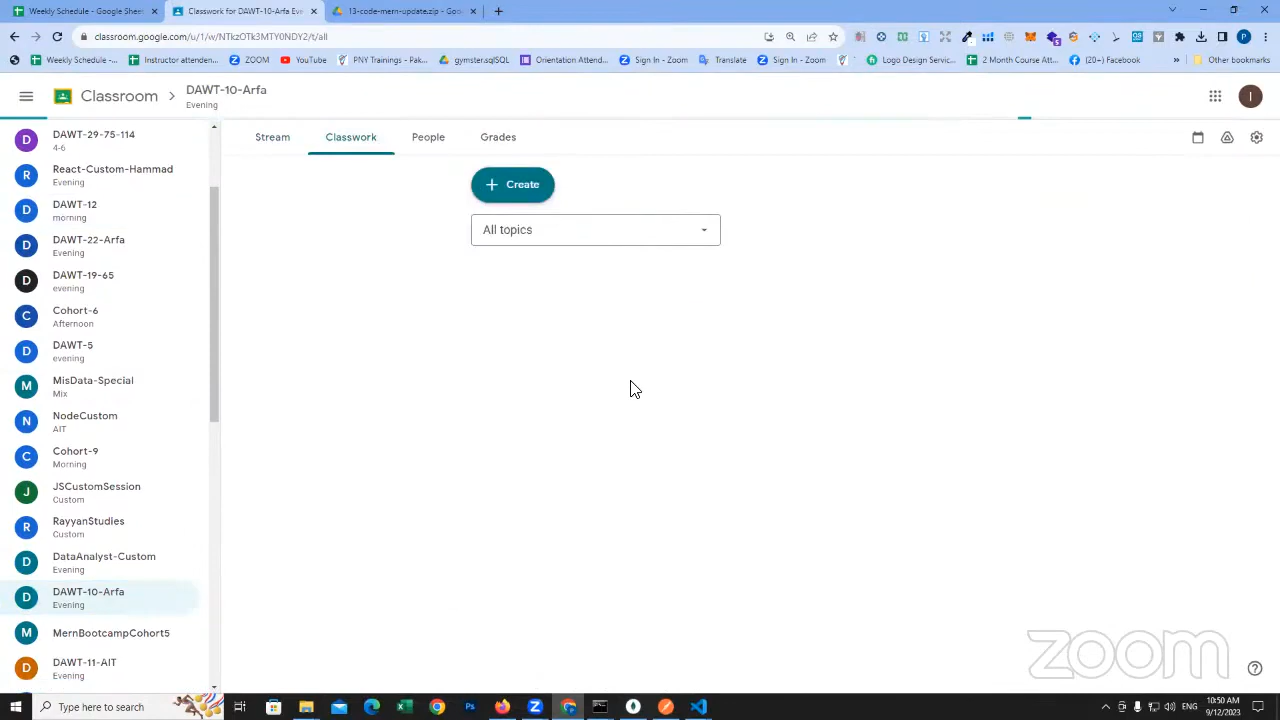 Weekly Schedule - Google Sheets
Classwork for DAWT-10-Arfa Eve
13-code-mern-update.zip - Goo
classroom.google.com/u/1/w/NTkzOTk3MTY0NDY2/t/all
Weekly Schedule -...
Instructor attenden...
ZOOM
YouTube
PNY Trainings - Pak...
gymster.sqlSQL
Orientation Attend...
Sign In - Zoom
Translate
Sign In - Zoom
Logo Design Servic...
2 Month Course Att...
(20+) Facebook
»
Other bookmarks
Classroom
DAWT-10-Arfa
Evening
I
Stream
Classwork
People
Grades
Create
All topics
D
DAWT-29-75-114
4-6
R
React-Custom-Hammad
Evening
D
DAWT-12
morning
D
DAWT-22-Arfa
Evening
D
DAWT-19-65
evening
C
Cohort-6
Afternoon
D
DAWT-5
evening
M
MisData-Special
Mix
N
NodeCustom
AIT
C
Cohort-9
Morning
J
JSCustomSession
Custom
R
RayyanStudies
Custom
D
DataAnalyst-Custom
Evening
D
DAWT-10-Arfa
Evening
M
MernBootcampCohort5
D
DAWT-11-AIT
Evening
zoom
Type here to search
ENG
10:50 AM
9/12/2023